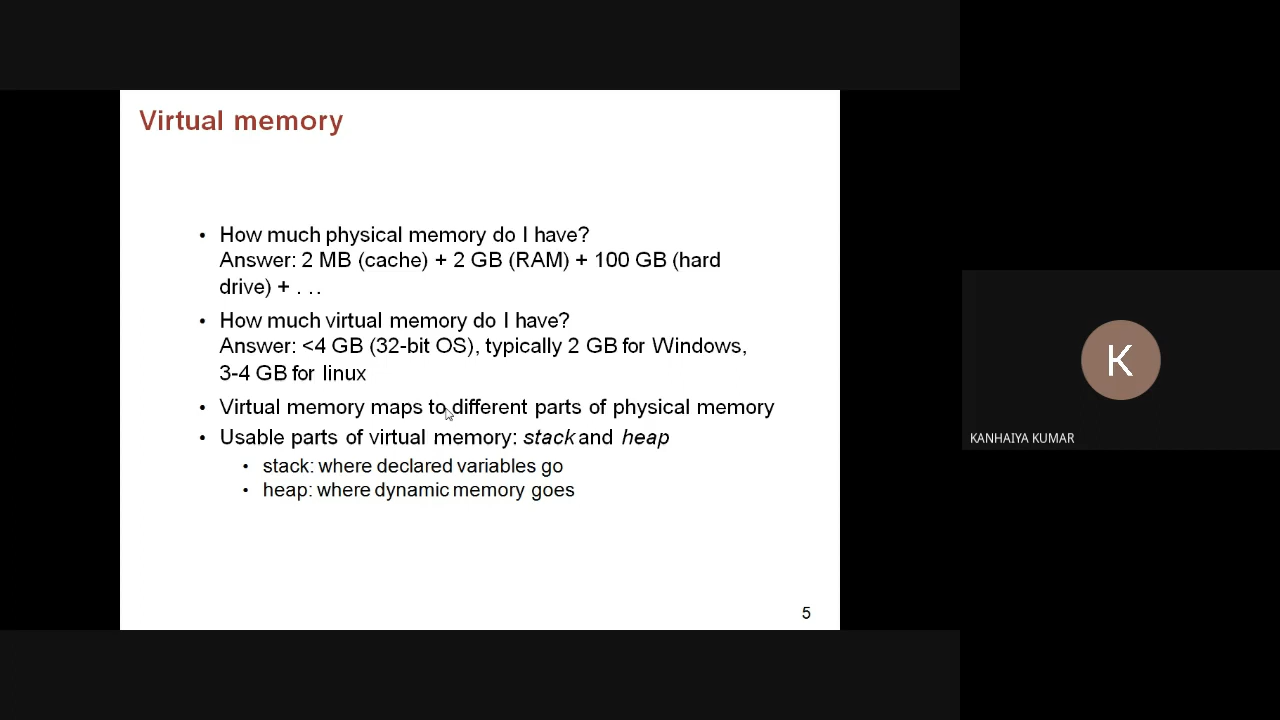 Virtual memory
• How much physical memory do I have?
Answer: 2 MB (cache) + 2 GB (RAM) + 100 GB (hard
drive) + . . .
• How much virtual memory do I have?
Answer: <4 GB (32-bit OS), typically 2 GB for Windows,
3-4 GB for linux
• Virtual memory maps to different parts of physical memory
• Usable parts of virtual memory: stack and heap
• stack: where declared variables go
• heap: where dynamic memory goes
5
K
KANHAIYA KUMAR